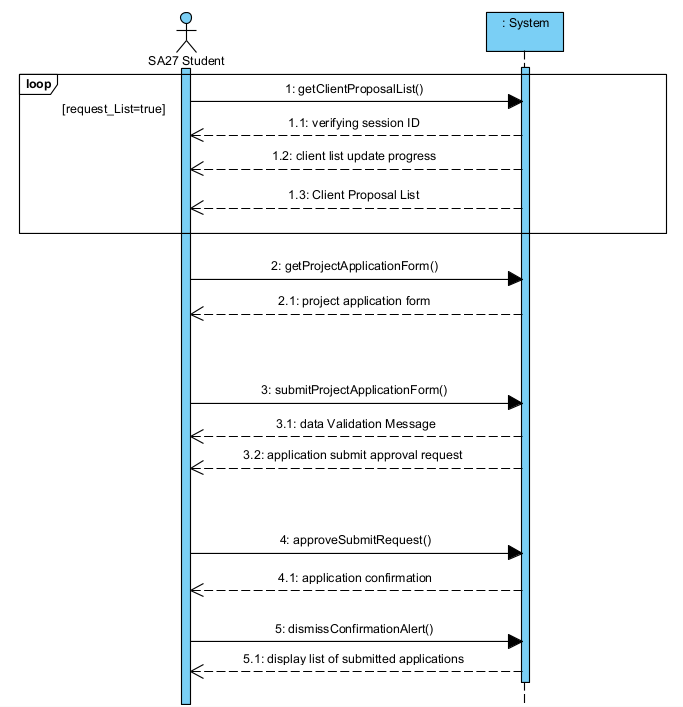 : System
SA27 Student
loop
[request_List=true]
1: getClientProposalList()
1.1: verifying session ID
1.2: client list update progress
1.3: Client Proposal List
2: getProjectApplicationForm()
2.1: project application form
3: submitProjectApplicationForm()
3.1: data Validation Message
3.2: application submit approval request
4: approveSubmitRequest()
4.1: application confirmation
5: dismissConfirmationAlert()
5.1: display list of submitted applications